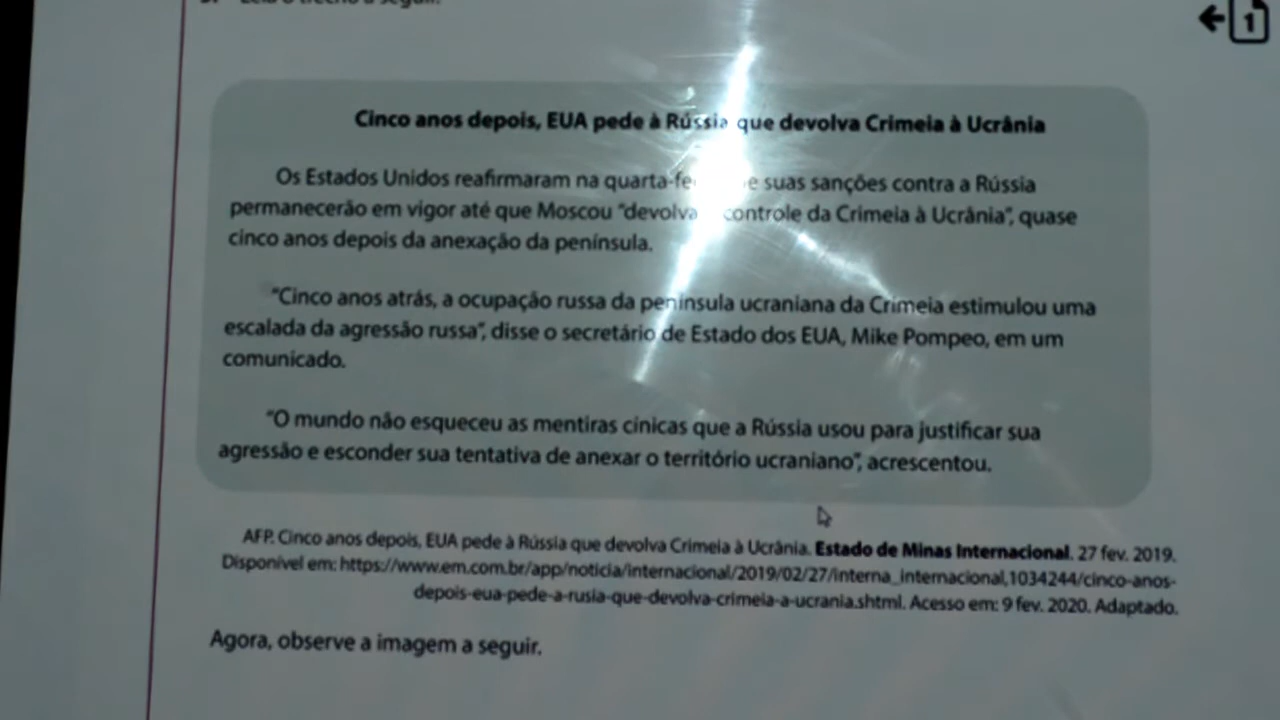 Leia o trecho a seguir.
1
Cinco anos depois, EUA pede à Rússia que devolva Crimeia à Ucrânia
Os Estados Unidos reafirmaram na suas sanções contra a Rússia
permanecerão em vigor até que Moscou “devolva controle da Crimeia à Ucrânia”, quase
cinco anos depois da anexação da península.
“Cinco anos atrás, a ocupação russa da península ucraniana da Crimeia estimulou uma
escalada da agressão russa”, disse o secretário de Estado dos EUA, Mike Pompeo, em um
comunicado.
“O mundo não esqueceu as mentiras cínicas que a Rússia usou para justificar sua
agressão e esconder sua tentativa de anexar o território ucraniano”, acrescentou.
AFP. Cinco anos depois, EUA pede à Rússia que devolva Crimeia à Ucrânia. Estado de Minas Internacional. 27 fev. 2019.
Disponível em: https://www.em.com.br/app/noticia/internacional/2019/02/27/interna_internacional,1034244/cinco-anos-
depois-eua-pede-a-rusia-que-devolva-crimeia-a-ucrania.shtml. Acesso em: 9 fev. 2020. Adaptado.
Agora, observe a imagem a seguir.